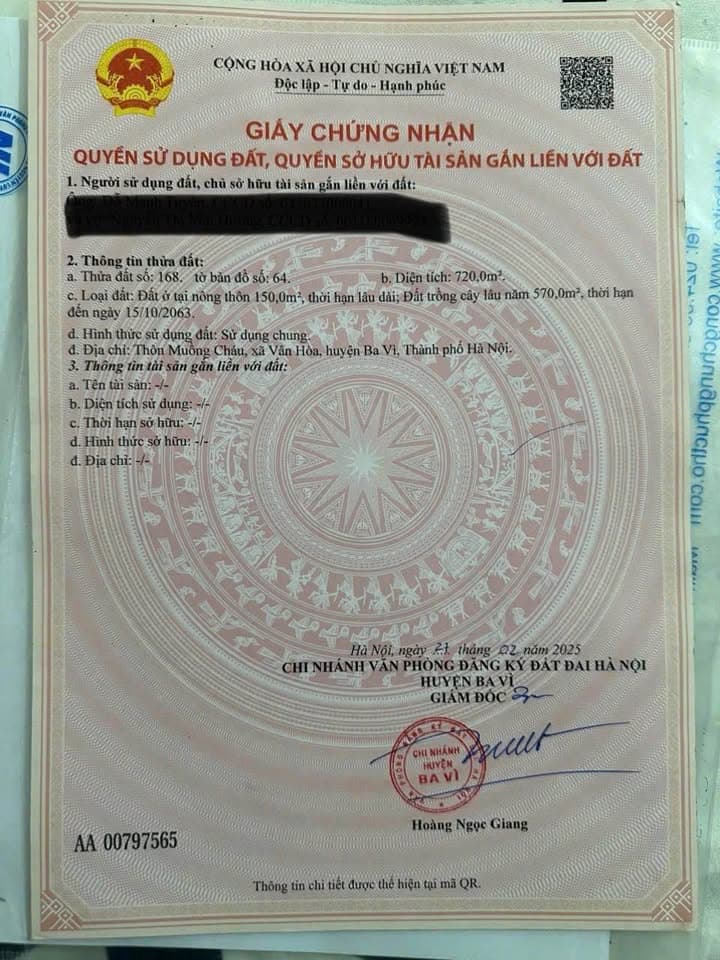 CỘNG HÒA XÃ HỘI CHỦ NGHĨA VIỆT NAM
Độc lập - Tự do - Hạnh phúc
GIẤY CHỨNG NHẬN
QUYỀN SỬ DỤNG ĐẤT, QUYỀN SỞ HỮU TÀI SẢN GẮN LIỀN VỚI ĐẤT
1. Người sử dụng đất, chủ sở hữu tài sản gắn liền với đất:
2. Thông tin thửa đất:
a. Thửa đất số: 168. tờ bản đồ số: 64. b. Diện tích: 720,0m².
c. Loại đất: Đất ở tại nông thôn 150,0m², thời hạn lâu dài; Đất trồng cây lâu năm 570,0m², thời hạn
đến ngày 15/10/2063.
d. Hình thức sử dụng đất: Sử dụng chung.
đ. Địa chỉ: Thôn Muồng Cháu, xã Vân Hòa, huyện Ba Vì, Thành phố Hà Nội.
3. Thông tin tài sản gắn liền với đất:
a. Tên tài sản: -/-
b. Diện tích sử dụng: -/-
c. Thời hạn sở hữu: -/-
d. Hình thức sở hữu: -/-
đ. Địa chỉ: -/-
Hà Nội, ngày 21 tháng 02 năm 2025
CHI NHÁNH VĂN PHÒNG ĐĂNG KÝ ĐẤT ĐAI HÀ NỘI
HUYỆN BA VÌ
GIÁM ĐỐC
CHI NHÁNH
HUYỆN
BA VÌ
Hoàng Ngọc Giang
AA 00797565
Thông tin chi tiết được thể hiện tại mã QR.